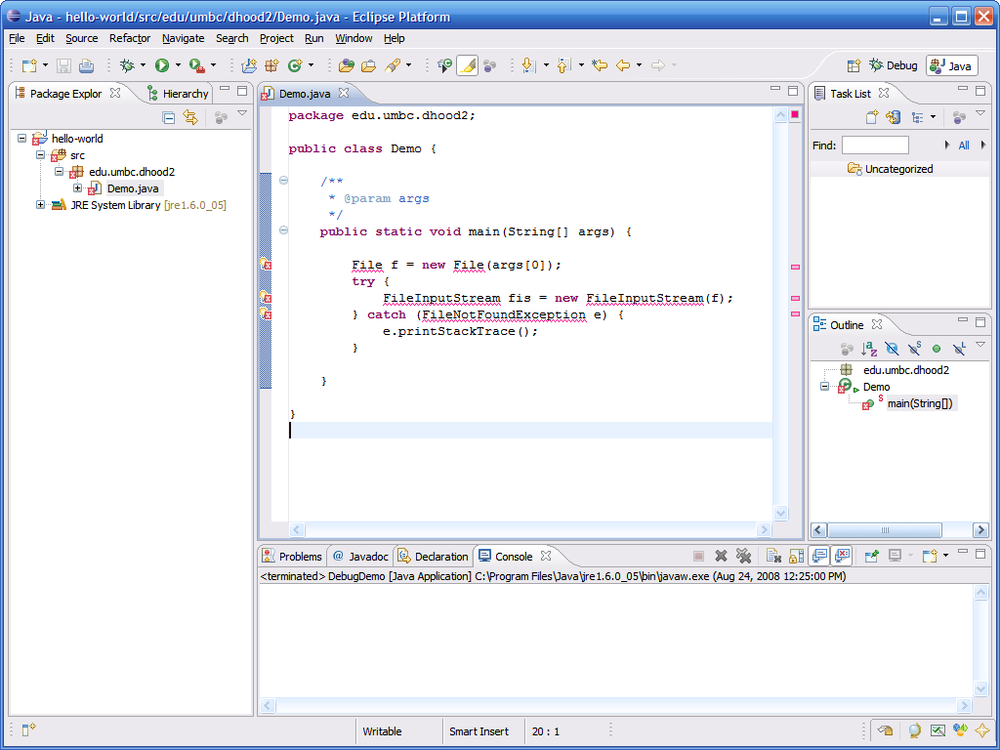 Java - hello-world/src/edu/umbc/dhood2/Demo.java - Eclipse Platform
File Edit Source Refactor Navigate Search Project Run Window Help
Debug Java
Package Explor Hierarchy
hello-world
src
edu.umbc.dhood2
Demo.java
JRE System Library [jre1.6.0_05]
Demo.java
package edu.umbc.dhood2;
public class Demo {
/**
* @param args
*/
public static void main(String[] args) {
File f = new File(args[0]);
try {
FileInputStream fis = new FileInputStream(f);
} catch (FileNotFoundException e) {
e.printStackTrace();
}
}
}
Task List
Find: All
Uncategorized
Outline
edu.umbc.dhood2
Demo
main(String[])
Problems @ Javadoc Declaration Console
<terminated> DebugDemo [Java Application] C:\Program Files\Java\jre1.6.0_05\bin\javaw.exe (Aug 24, 2008 12:25:00 PM)
Writable Smart Insert 20 : 1